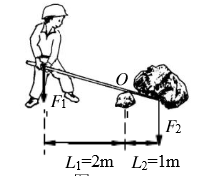 O
F₁
F₂
L₁=2m L₂=1m